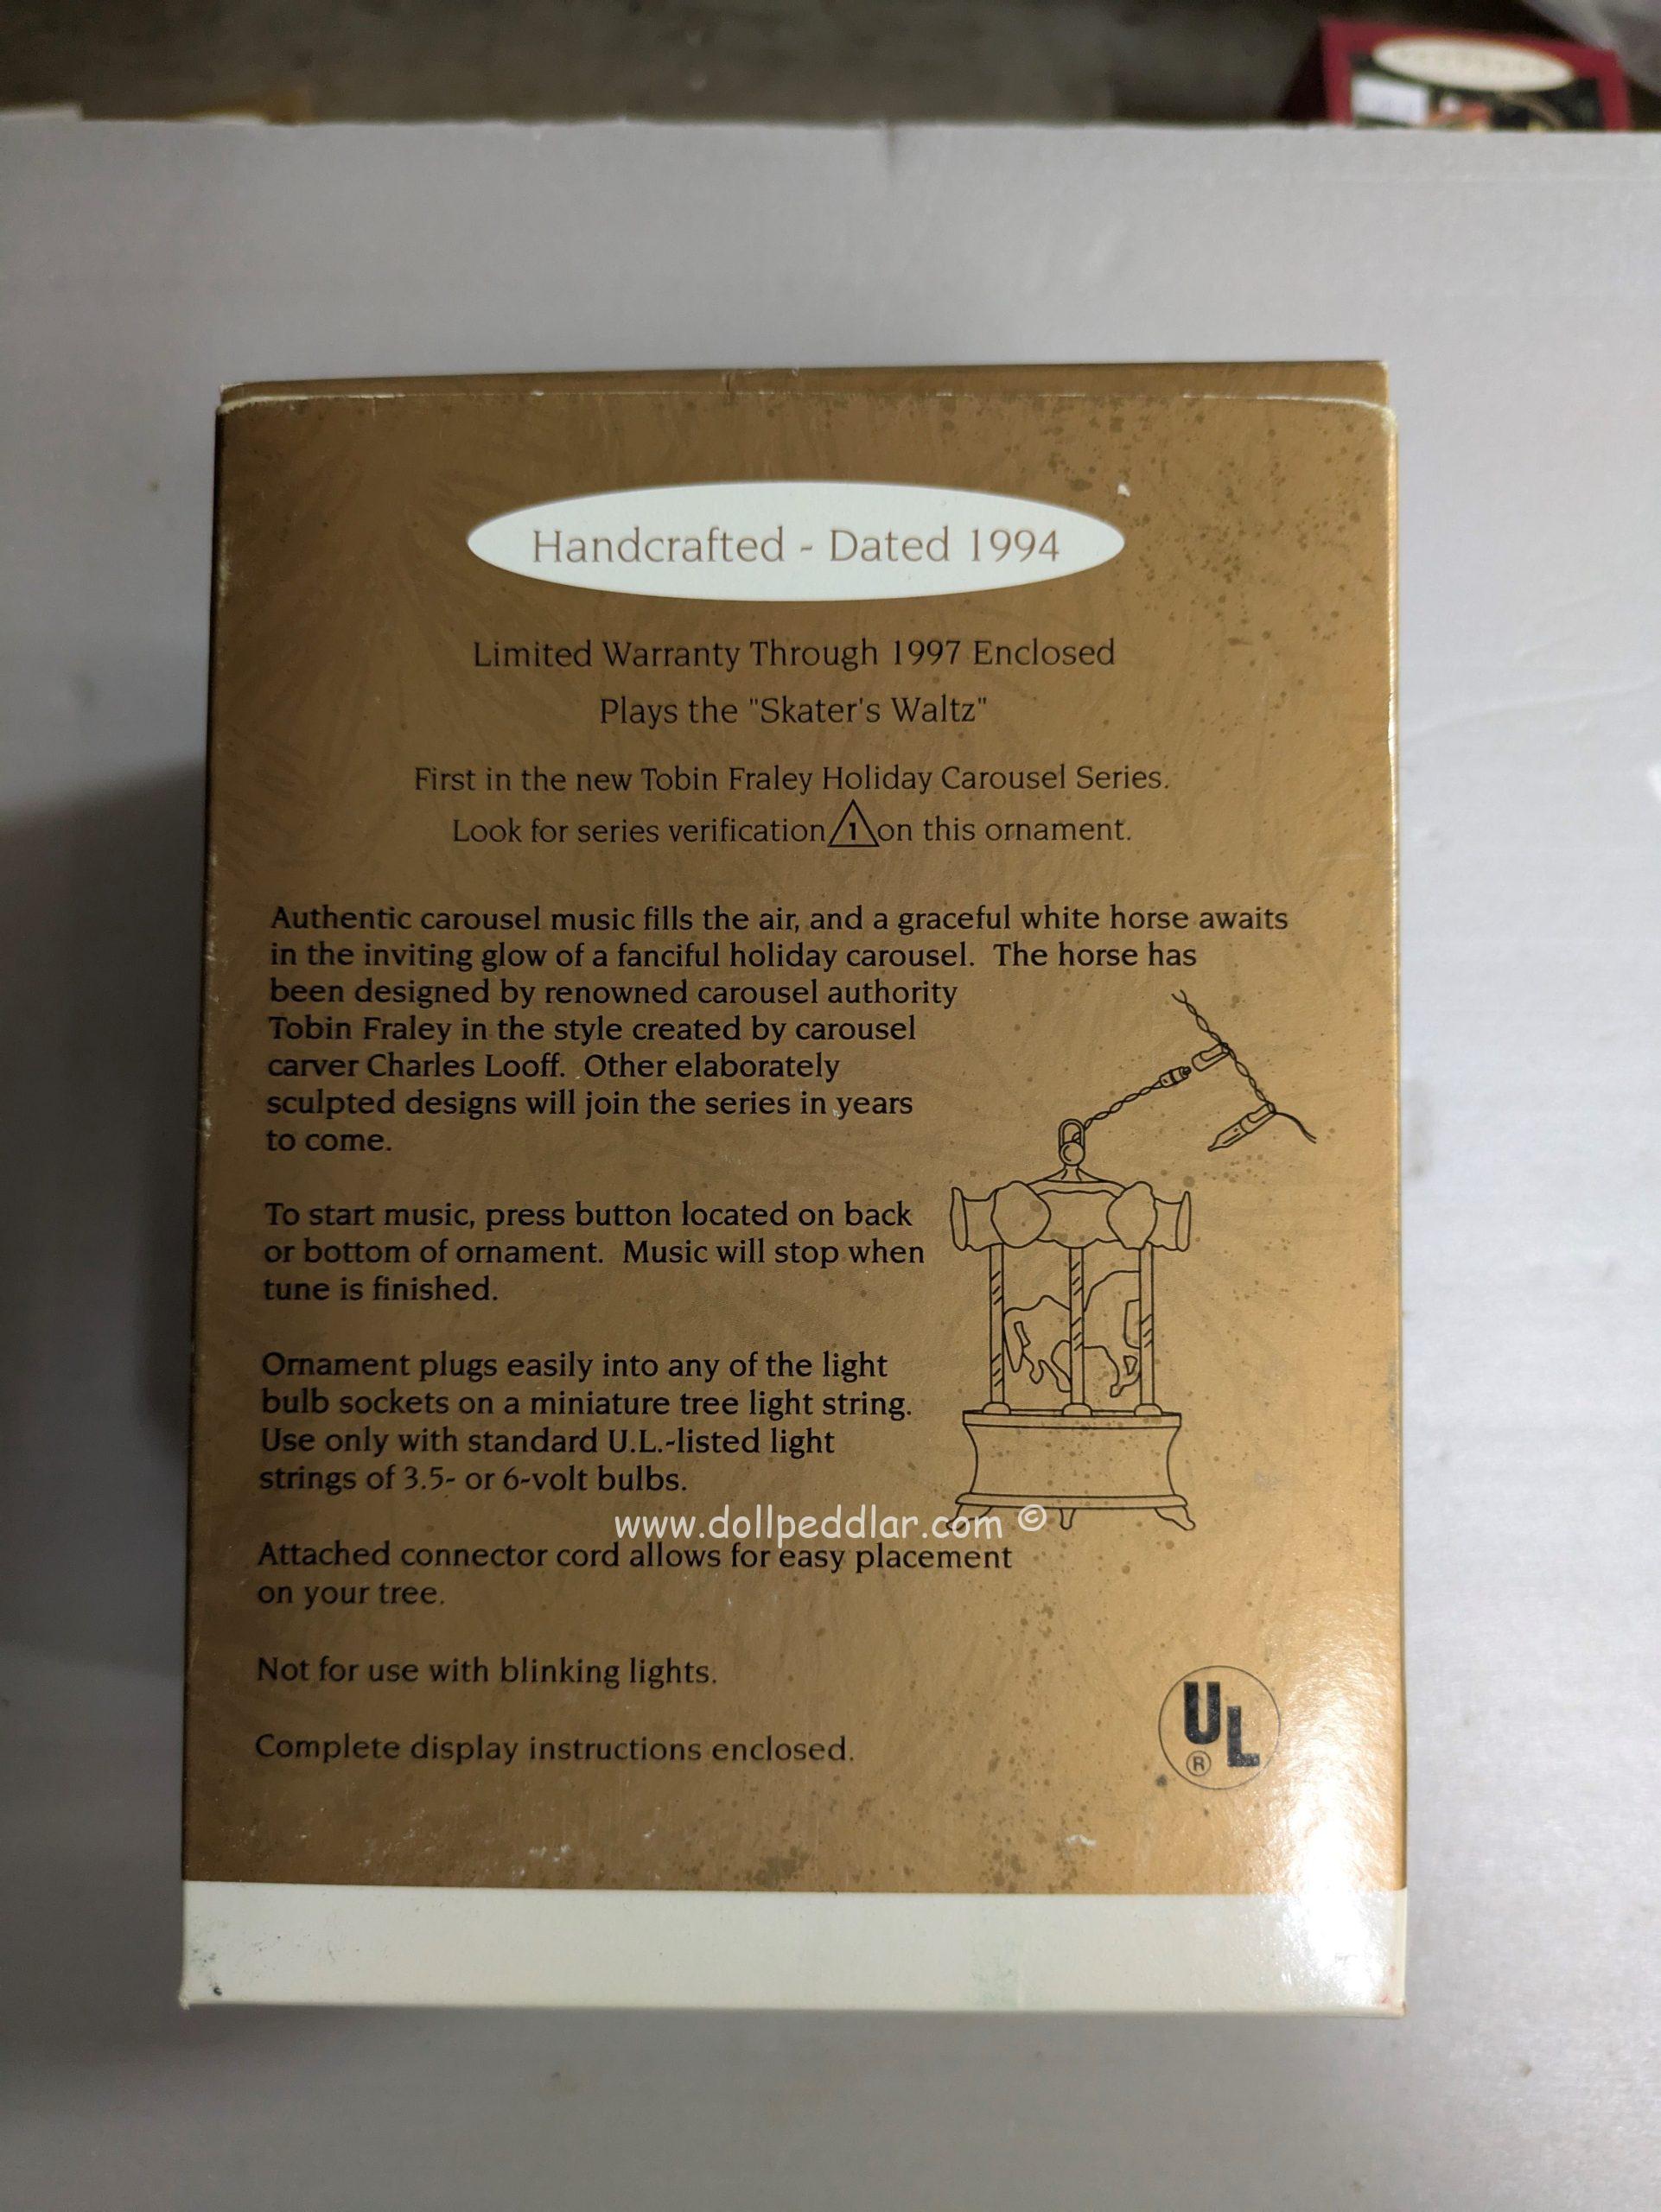 Handcrafted - Dated 1994
Limited Warranty Through 1997 Enclosed
Plays the "Skater's Waltz"
First in the new Tobin Fraley Holiday Carousel Series.
Look for series verification 1 on this ornament.
Authentic carousel music fills the air, and a graceful white horse awaits
in the inviting glow of a fanciful holiday carousel. The horse has
been designed by renowned carousel authority
Tobin Fraley in the style created by carousel
carver Charles Looff. Other elaborately
sculpted designs will join the series in years
to come.
To start music, press button located on back
or bottom of ornament. Music will stop when
tune is finished.
Ornament plugs easily into any of the light
bulb sockets on a miniature tree light string.
Use only with standard U.L.-listed light
strings of 3.5- or 6-volt bulbs.
www.dollpeddlar.com ©
Attached connector cord allows for easy placement
on your tree.
Not for use with blinking lights.
Complete display instructions enclosed.
UL ®